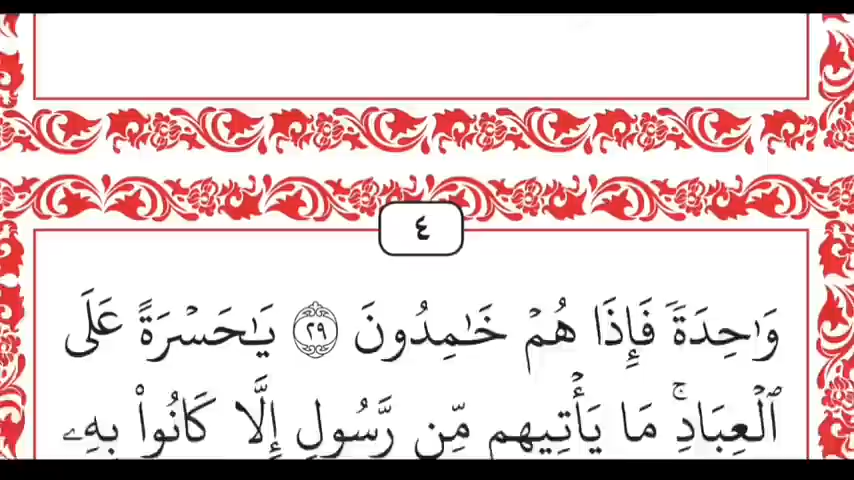 ٤
وَٰحِدَةً فَإِذَا هُمْ خَـٰمِدُونَ ٢٩ يَـٰحَسْرَةً عَلَى
ٱلْعِبَادِ ۚ مَا يَأْتِيهِم مِّن رَّسُولٍ إِلَّا كَانُوا۟ بِهِۦ